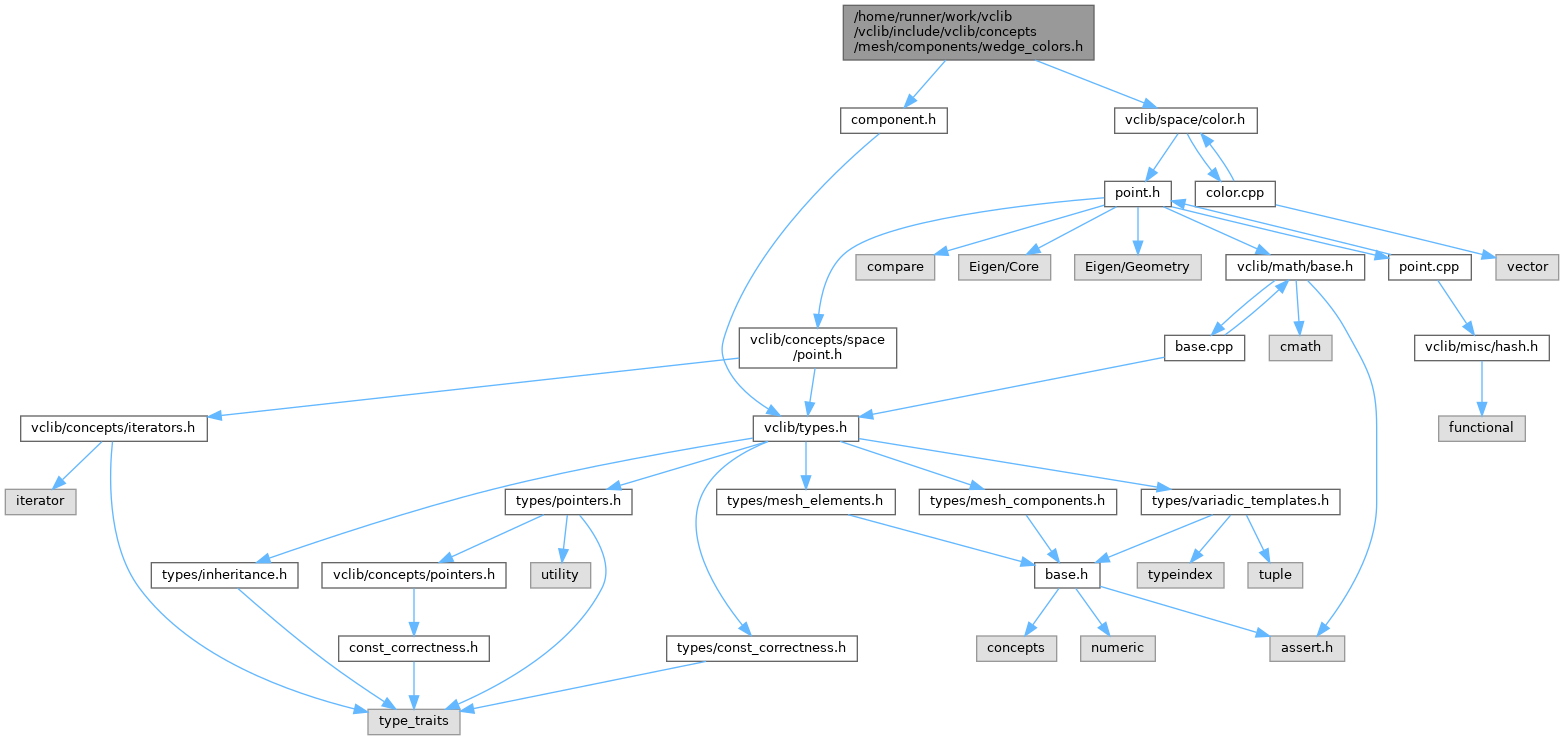 /home/runner/work/vclib
/vclib/include/vclib/concepts
/mesh/components/wedge_colors.h
component.h
vclib/space/color.h
point.h
color.cpp
compare
Eigen/Core
Eigen/Geometry
vclib/math/base.h
point.cpp
vector
vclib/concepts/space
/point.h
base.cpp
cmath
vclib/misc/hash.h
vclib/concepts/iterators.h
vclib/types.h
functional
iterator
types/pointers.h
types/mesh_elements.h
types/mesh_components.h
types/variadic_templates.h
types/inheritance.h
vclib/concepts/pointers.h
utility
base.h
typeindex
tuple
const_correctness.h
types/const_correctness.h
concepts
numeric
assert.h
type_traits